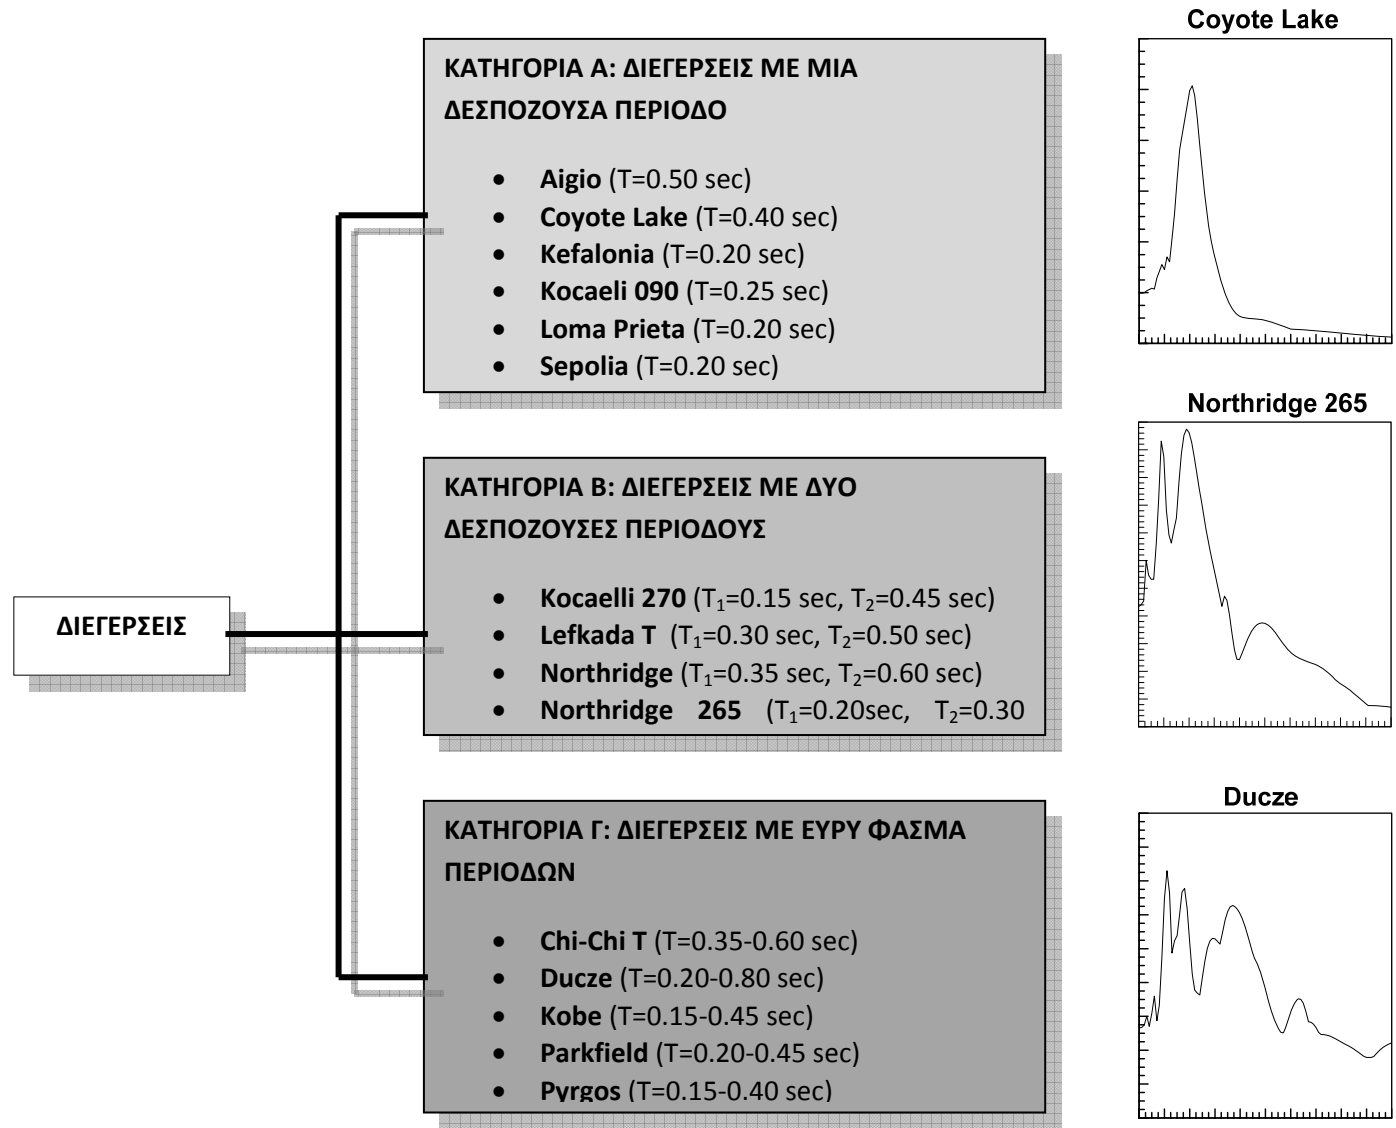 Coyote Lake
ΚΑΤΗΓΟΡΙΑ Α: ΔΙΕΓΕΡΣΕΙΣ ΜΕ ΜΙΑ
ΔΕΣΠΟΖΟΥΣΑ ΠΕΡΙΟΔΟ
• Aigio (T=0.50 sec)
• Coyote Lake (T=0.40 sec)
• Kefalonia (T=0.20 sec)
• Kocaeli 090 (T=0.25 sec)
• Loma Prieta (T=0.20 sec)
• Sepolia (T=0.20 sec)
Northridge 265
ΚΑΤΗΓΟΡΙΑ Β: ΔΙΕΓΕΡΣΕΙΣ ΜΕ ΔΥΟ
ΔΕΣΠΟΖΟΥΣΕΣ ΠΕΡΙΟΔΟΥΣ
• Kocaelli 270 (T₁=0.15 sec, T₂=0.45 sec)
• Lefkada T (T₁=0.30 sec, T₂=0.50 sec)
• Northridge (T₁=0.35 sec, T₂=0.60 sec)
• Northridge 265 (T₁=0.20sec, T₂=0.30
ΔΙΕΓΕΡΣΕΙΣ
Ducze
ΚΑΤΗΓΟΡΙΑ Γ: ΔΙΕΓΕΡΣΕΙΣ ΜΕ ΕΥΡΥ ΦΑΣΜΑ
ΠΕΡΙΟΔΩΝ
• Chi-Chi T (T=0.35-0.60 sec)
• Ducze (T=0.20-0.80 sec)
• Kobe (T=0.15-0.45 sec)
• Parkfield (T=0.20-0.45 sec)
• Pyrgos (T=0.15-0.40 sec)